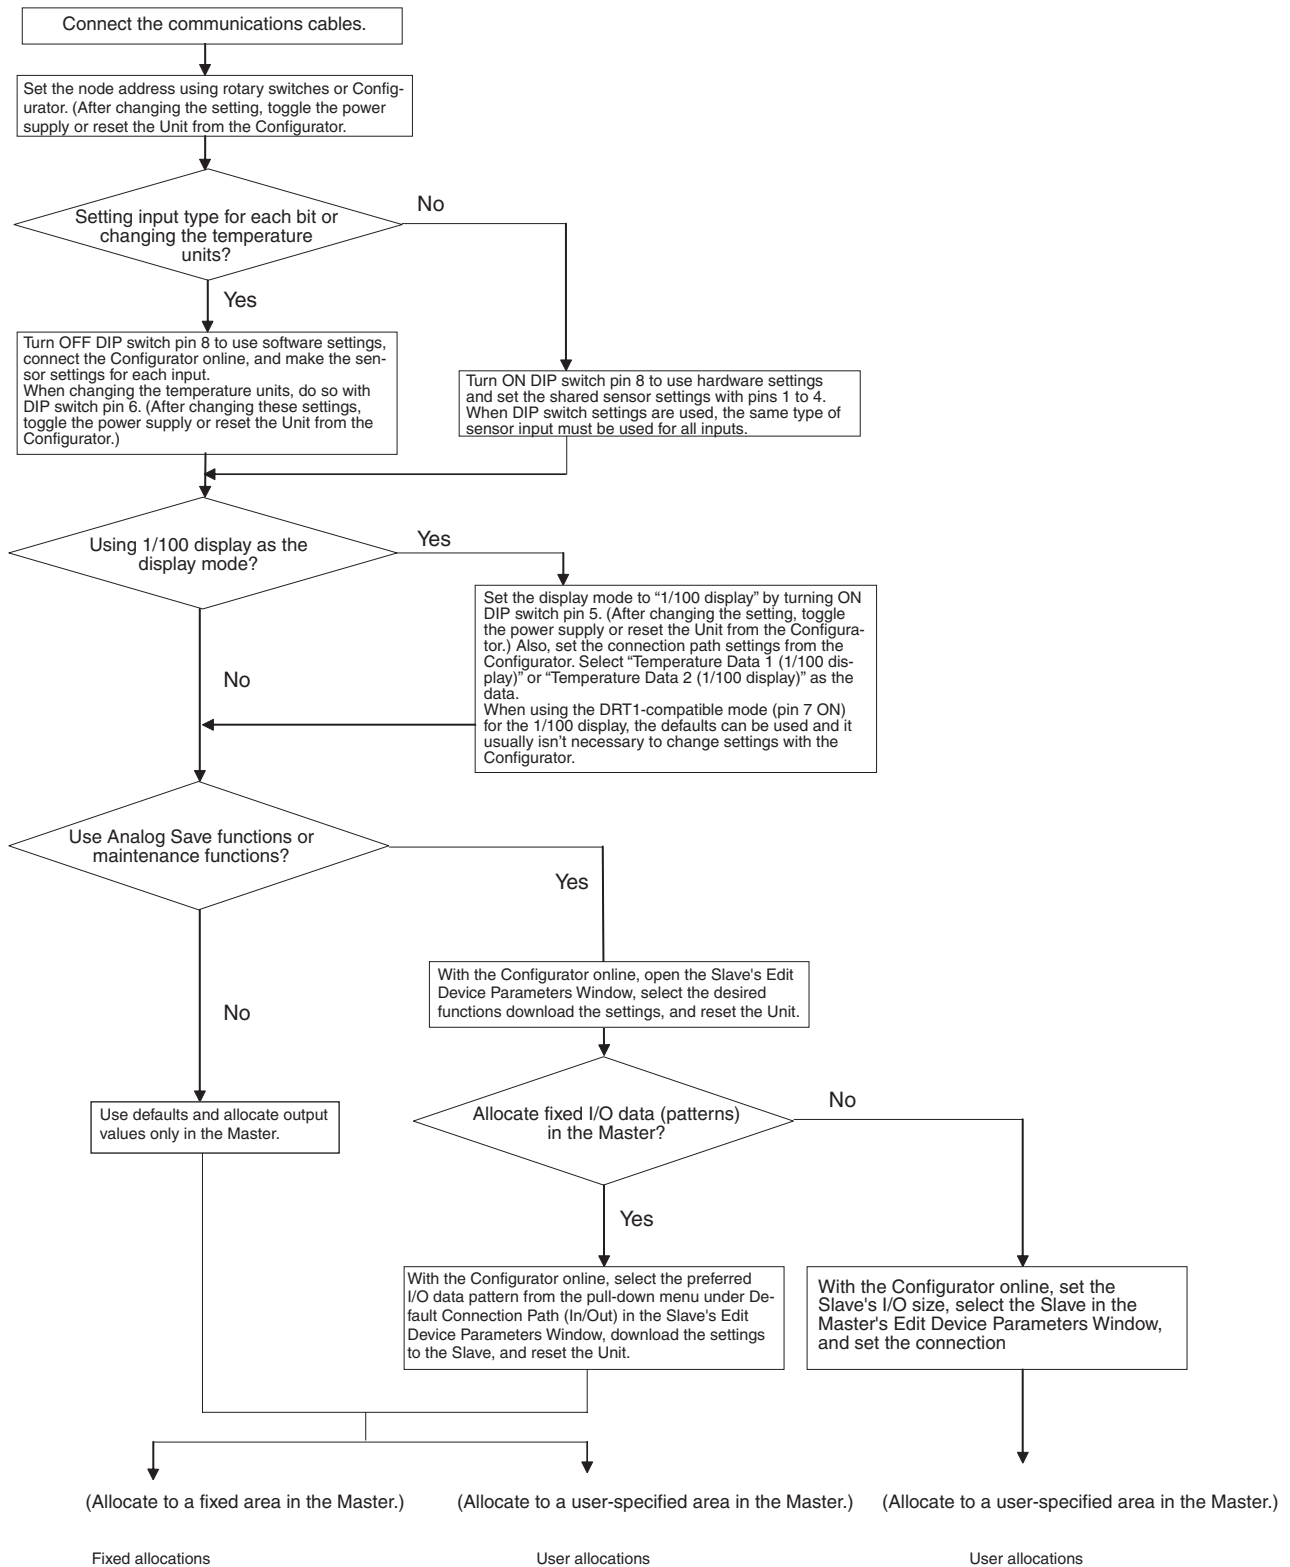 Connect the communications cables.
Set the node address using rotary switches or Config-
urator. (After changing the setting, toggle the power
supply or reset the Unit from the Configurator.
Setting input type for each bit or
changing the temperature
units?
No
Yes
Turn OFF DIP switch pin 8 to use software settings,
connect the Configurator online, and make the sen-
sor settings for each input.
When changing the temperature units, do so with
DIP switch pin 6. (After changing these settings,
toggle the power supply or reset the Unit from the
Configurator.)
Turn ON DIP switch pin 8 to use hardware settings
and set the shared sensor settings with pins 1 to 4.
When DIP switch settings are used, the same type of
sensor input must be used for all inputs.
Using 1/100 display as the
display mode?
Yes
No
Set the display mode to “1/100 display” by turning ON
DIP switch pin 5. (After changing the setting, toggle
the power supply or reset the Unit from the Configura-
tor.) Also, set the connection path settings from the
Configurator. Select “Temperature Data 1 (1/100 dis-
play)” or “Temperature Data 2 (1/100 display)” as the
data.
When using the DRT1-compatible mode (pin 7 ON)
for the 1/100 display, the defaults can be used and it
usually isn’t necessary to change settings with the
Configurator.
Use Analog Save functions or
maintenance functions?
Yes
No
With the Configurator online, open the Slave's Edit
Device Parameters Window, select the desired
functions download the settings, and reset the Unit.
Use defaults and allocate output
values only in the Master.
Allocate fixed I/O data (patterns)
in the Master?
No
Yes
With the Configurator online, select the preferred
I/O data pattern from the pull-down menu under De-
fault Connection Path (In/Out) in the Slave's Edit
Device Parameters Window, download the settings
to the Slave, and reset the Unit.
With the Configurator online, set the
Slave's I/O size, select the Slave in the
Master's Edit Device Parameters Window,
and set the connection
(Allocate to a fixed area in the Master.)
(Allocate to a user-specified area in the Master.)
(Allocate to a user-specified area in the Master.)
Fixed allocations
User allocations
User allocations